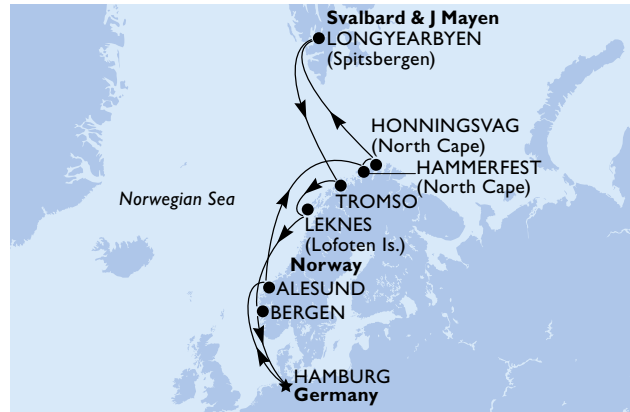 Svalbard & J Mayen
LONGYEARBYEN
(Spitsbergen)
HONNINGSVAG
(North Cape)
HAMMERFEST
(North Cape)
Norwegian Sea
TROMSO
LEKNES
(Lofoten Is.)
Norway
ALESUND
BERGEN
HAMBURG
Germany